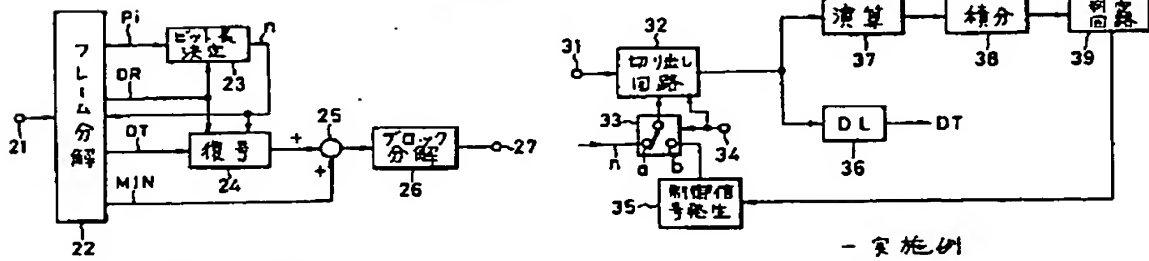 Pi
ビット長
決定
n
23
DR
フレーム分解
21
DT
復号
24
+
25
+
ブロック
分解
26
27
MIN
22
31
32
切り出し
回路
33
n
a
b
34
35
制御信
号発生
演算
37
積分
38
回路
39
DL
36
DT
一実施例